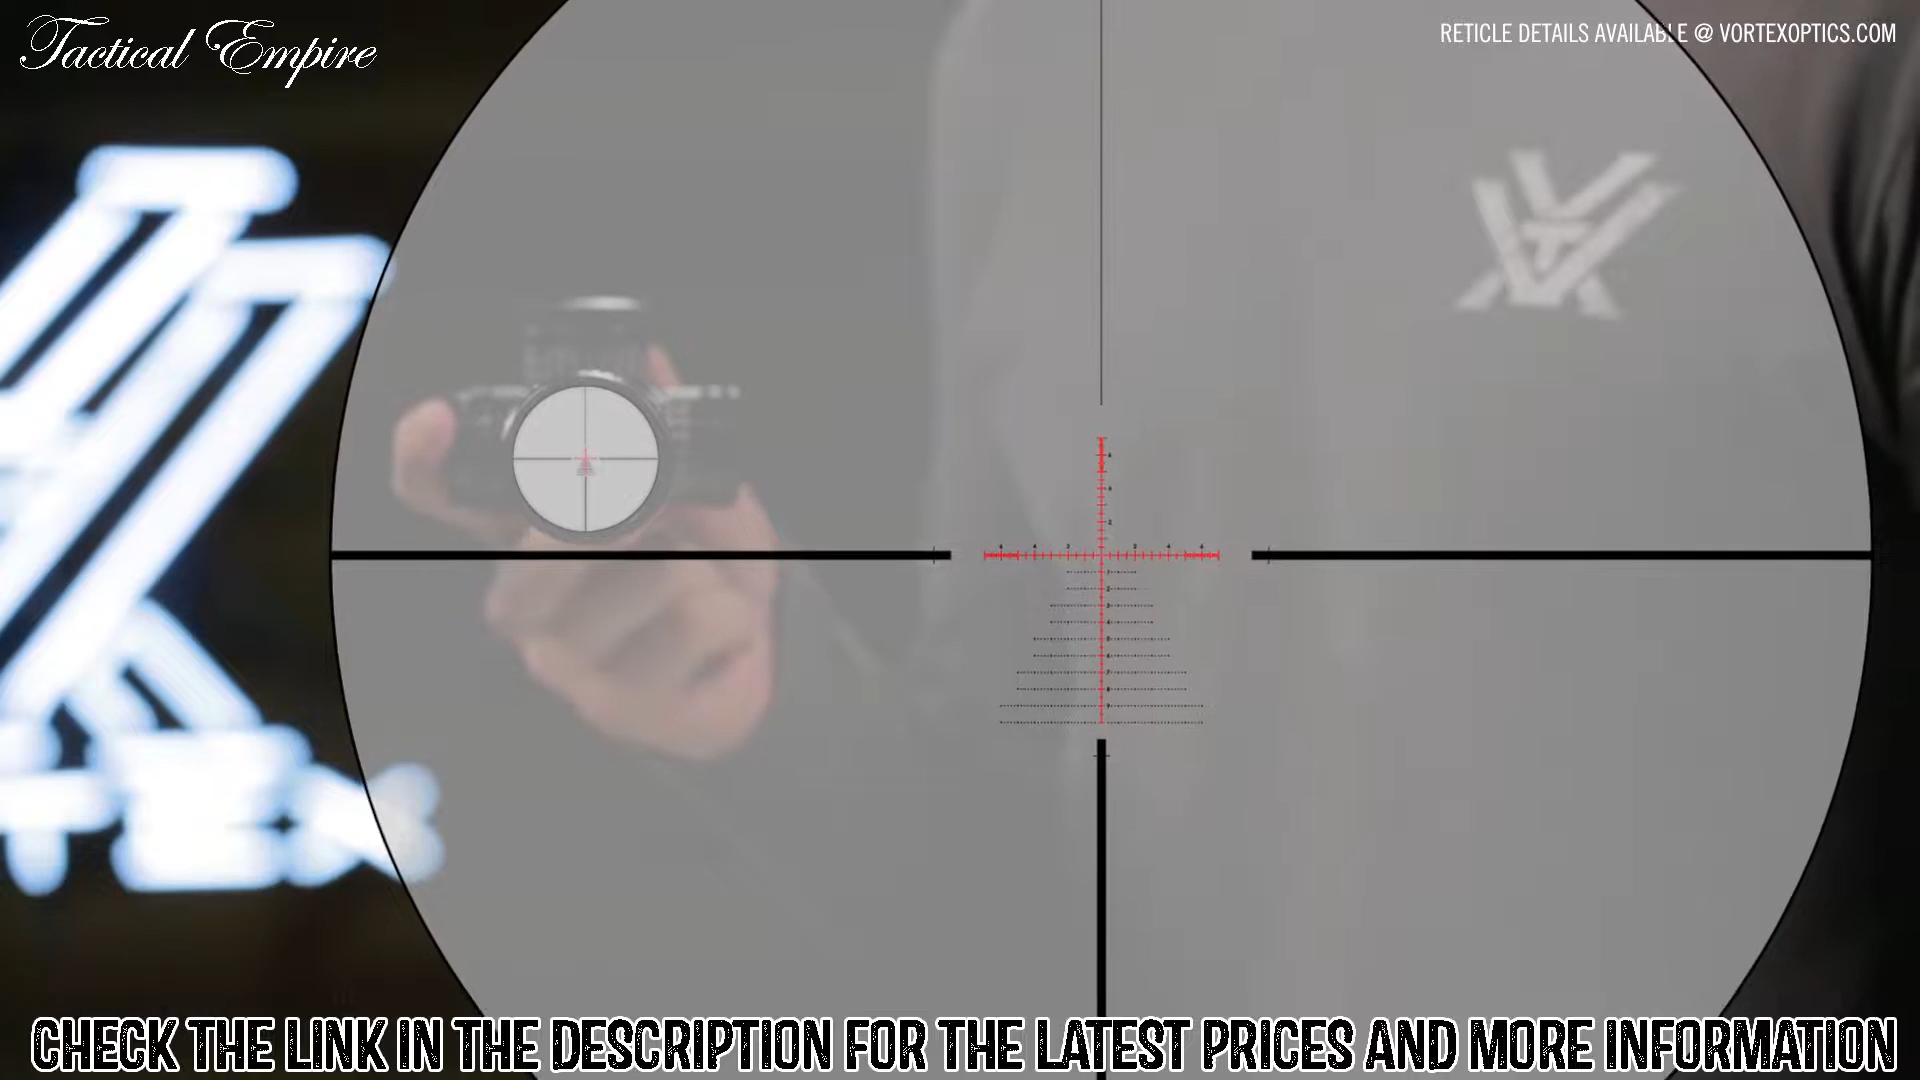 Tactical Empire
RETICLE DETAILS AVAILABLE @ VORTEXOPTICS.COM
CHECK THE LINK IN THE DESCRIPTION FOR THE LATEST PRICES AND MORE INFORMATION